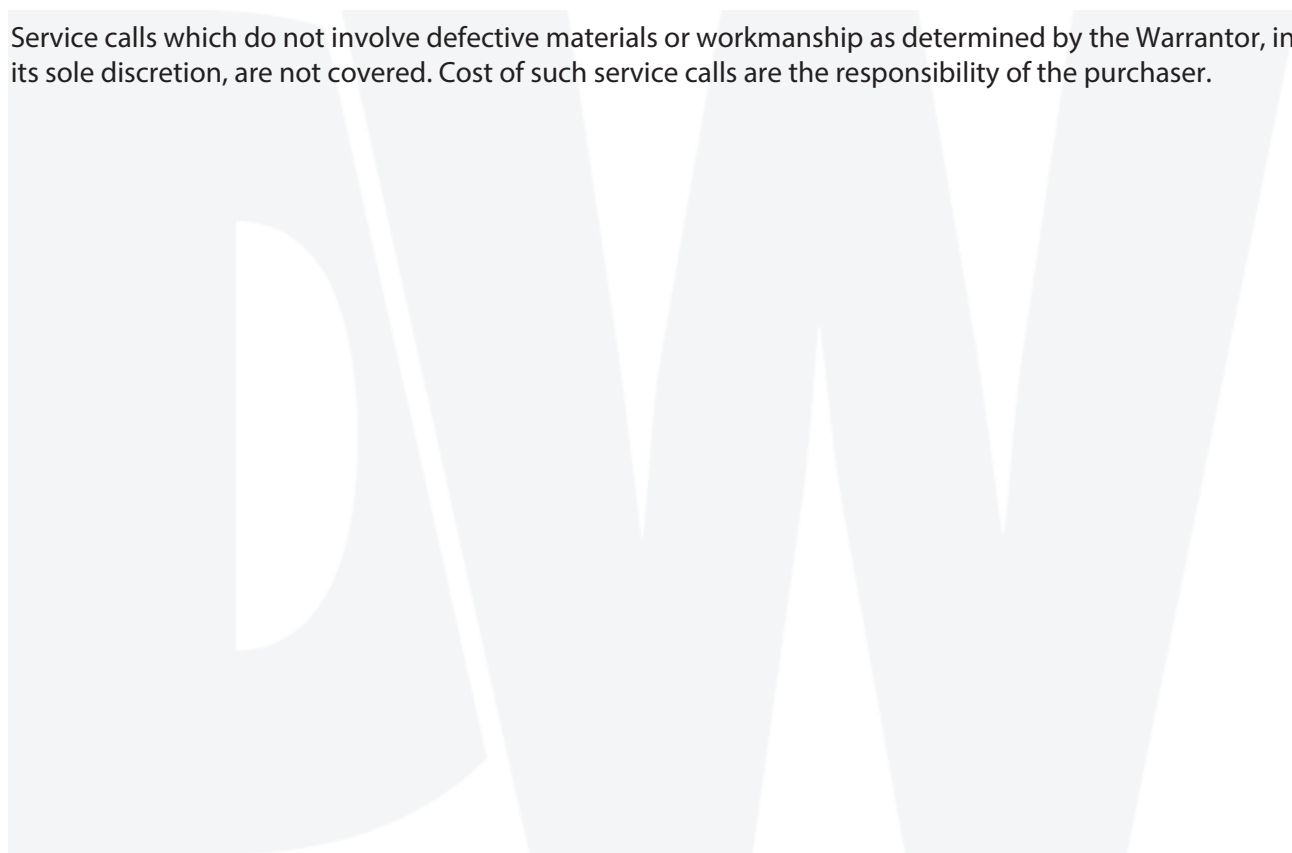 Service calls which do not involve defective materials or workmanship as determined by the Warrantor, in
its sole discretion, are not covered. Cost of such service calls are the responsibility of the purchaser.
DW